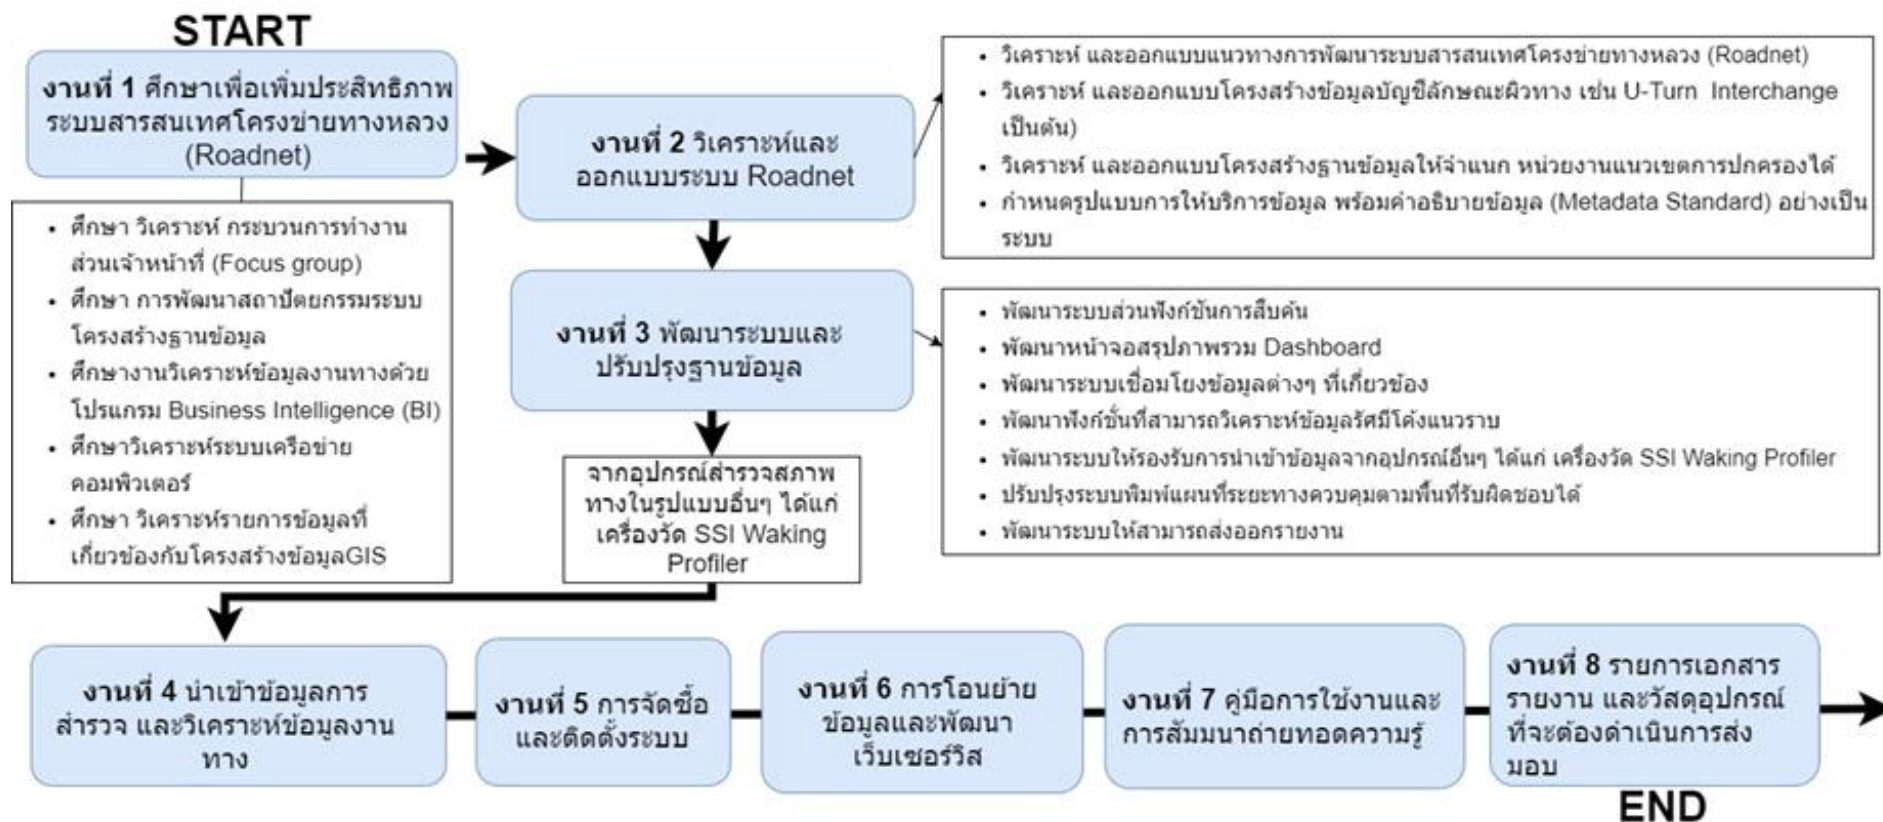 START
งานที่ 1 ศึกษาเพื่อเพิ่มประสิทธิภาพ
ระบบสารสนเทศโครงข่ายทางหลวง
(Roadnet)
• ศึกษา วิเคราะห์ กระบวนการทำงาน
ส่วนเจ้าหน้าที่ (Focus group)
• ศึกษา การพัฒนาสถาปัตยกรรมระบบ
โครงสร้างฐานข้อมูล
• ศึกษางานวิเคราะห์ข้อมูลงานทางด้วย
โปรแกรม Business Intelligence (BI)
• ศึกษาวิเคราะห์ระบบเครือข่าย
คอมพิวเตอร์
• ศึกษา วิเคราะห์รายการข้อมูลที่
เกี่ยวข้องกับโครงสร้างข้อมูลGIS
งานที่ 2 วิเคราะห์และ
ออกแบบระบบ Roadnet
• วิเคราะห์ และออกแบบแนวทางการพัฒนาระบบสารสนเทศโครงข่ายทางหลวง (Roadnet)
• วิเคราะห์ และออกแบบโครงสร้างข้อมูลบัญชีลักษณะผิวทาง เช่น U-Turn Interchange
เป็นต้น)
• วิเคราะห์ และออกแบบโครงสร้างฐานข้อมูลให้จำแนก หน่วยงานแนวเขตการปกครองได้
• กำหนดรูปแบบการให้บริการข้อมูล พร้อมคำอธิบายข้อมูล (Metadata Standard) อย่างเป็น
ระบบ
งานที่ 3 พัฒนาระบบและ
ปรับปรุงฐานข้อมูล
• พัฒนาระบบส่วนฟังก์ชันการสืบค้น
• พัฒนาหน้าจอสรุปภาพรวม Dashboard
• พัฒนาระบบเชื่อมโยงข้อมูลต่างๆ ที่เกี่ยวข้อง
• พัฒนาฟังก์ชั่นที่สามารถวิเคราะห์ข้อมูลรัศมีโค้งแนวราบ
• พัฒนาระบบให้รองรับการนำเข้าข้อมูลจากอุปกรณ์อื่นๆ ได้แก่ เครื่องวัด SSI Waking Profiler
• ปรับปรุงระบบพิมพ์แผนที่ระยะทางควบคุมตามพื้นที่รับผิดชอบได้
• พัฒนาระบบให้สามารถส่งออกรายงาน
จากอุปกรณ์สำรวจสภาพ
ทางในรูปแบบอื่นๆ ได้แก่
เครื่องวัด SSI Waking
Profiler
งานที่ 4 นำเข้าข้อมูลการ
สำรวจ และวิเคราะห์ข้อมูลงาน
ทาง
งานที่ 5 การจัดซื้อ
และติดตั้งระบบ
งานที่ 6 การโอนย้าย
ข้อมูลและพัฒนา
เว็บเซอร์วิส
งานที่ 7 คู่มือการใช้งานและ
การสัมมนาถ่ายทอดความรู้
งานที่ 8 รายการเอกสาร
รายงาน และวัสดุอุปกรณ์
ที่จะต้องดำเนินการส่ง
มอบ
END